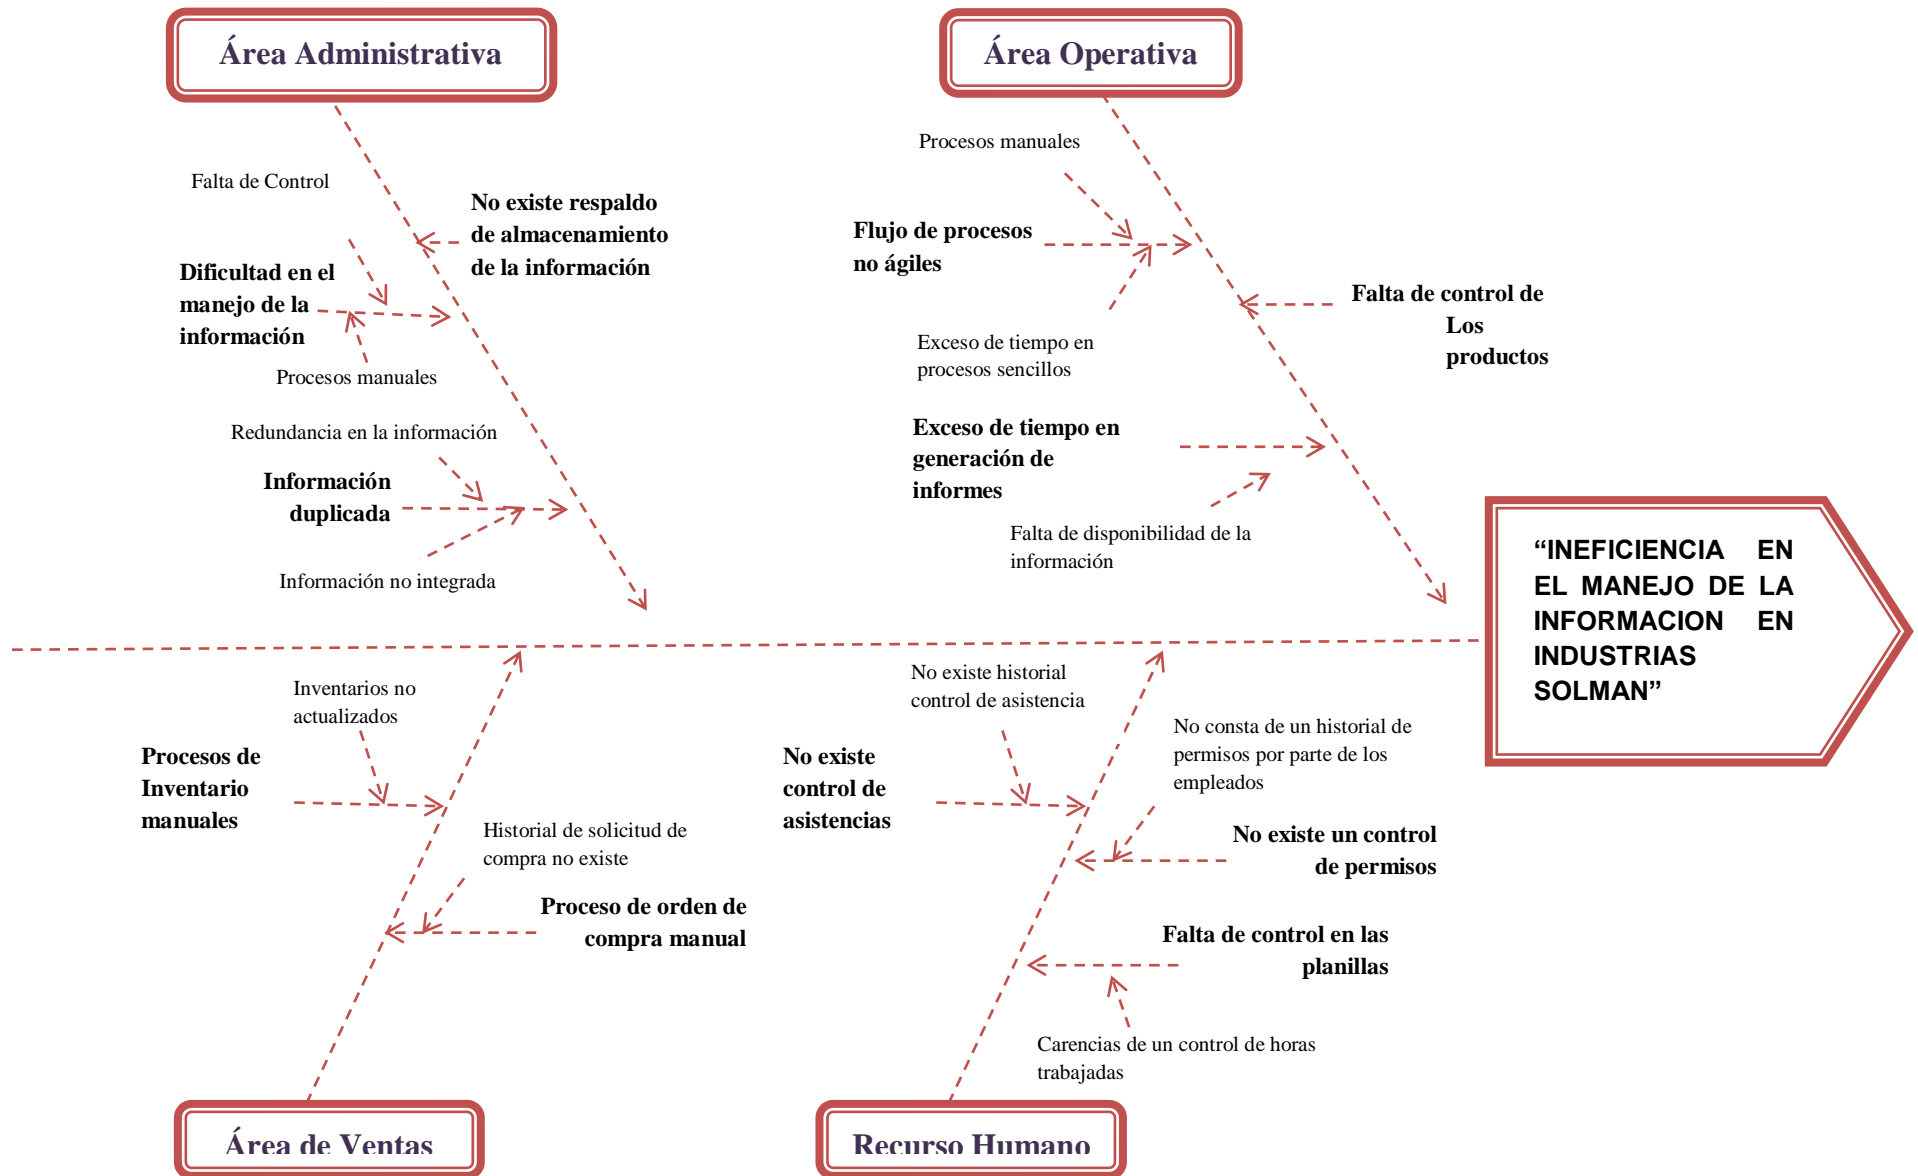 Área Administrativa
Área Operativa
Procesos manuales
Falta de Control
No existe respaldo
de almacenamiento
de la información
Flujo de procesos
no ágiles
Dificultad en el
manejo de la
información
Falta de control de
Los
productos
Exceso de tiempo en
procesos sencillos
Procesos manuales
Redundancia en la información
Exceso de tiempo en
generación de
informes
Información
duplicada
Falta de disponibilidad de la
información
Información no integrada
“INEFICIENCIA EN
EL MANEJO DE LA
INFORMACION EN
INDUSTRIAS
SOLMAN”
Inventarios no
actualizados
No existe historial
control de asistencia
No consta de un historial de
permisos por parte de los
empleados
Procesos de
Inventario
manuales
No existe
control de
asistencias
Historial de solicitud de
compra no existe
No existe un control
de permisos
Proceso de orden de
compra manual
Falta de control en las
planillas
Carencias de un control de horas
trabajadas
Área de Ventas
Recurso Humano